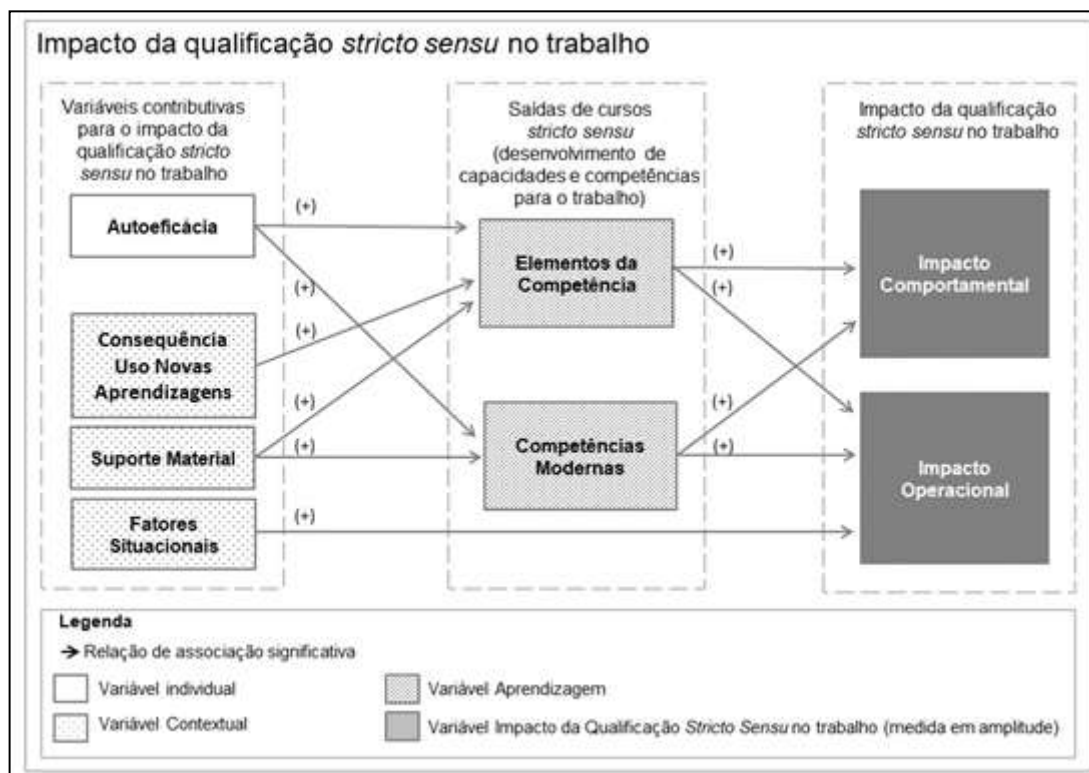 Impacto da qualificação stricto sensu no trabalho
Variáveis contributivas
para o impacto da
qualificação stricto
sensu no trabalho
Saídas de cursos
stricto sensu
(desenvolvimento de
capacidades e competências
para o trabalho)
Impacto da qualificação
stricto sensu no trabalho
Autoeficácia
(+)
(+)
Consequência
Uso Novas
Aprendizagens
(+)
Suporte Material
(+)
(+)
Fatores
Situacionais
(+)
Elementos da
Competência
(+)
(+)
Competências
Modernas
(+)
(+)
Impacto
Comportamental
Impacto
Operacional
Legenda
→ Relação de associação significativa
Variável individual
Variável Aprendizagem
Variável Contextual
Variável Impacto da Qualificação Stricto Sensu no trabalho (medida em amplitude)